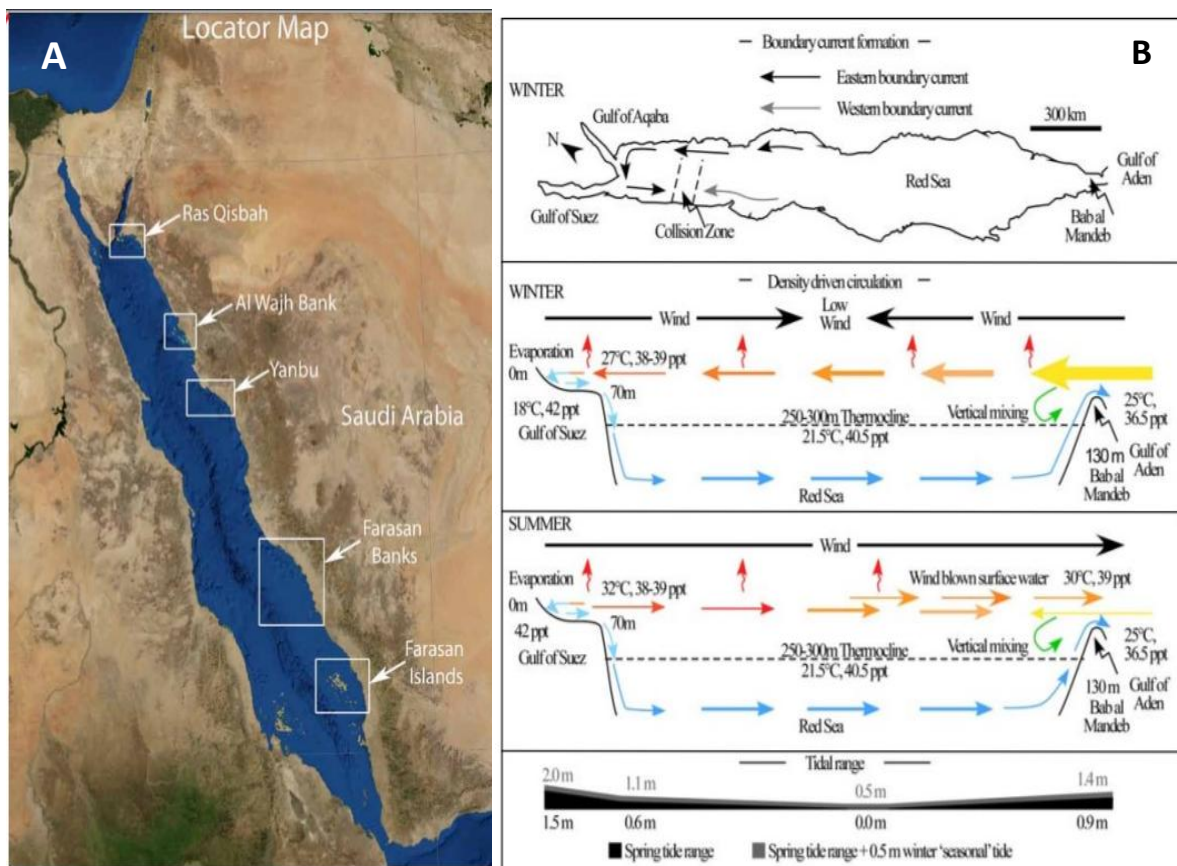 A
Locator Map
Ras Qisbah
Al Wajh Bank
Yanbu
Saudi Arabia
Farasan
Banks
Farasan
Islands
B
Boundary current formation
WINTER
Eastern boundary current
Western boundary current
300 km
Gulf of Aqaba
N
Gulf of Suez
Collision Zone
Red Sea
Gulf of
Aden
Bab al
Mandeb
WINTER
Density driven circulation
Wind
Low
Wind
Wind
Evaporation
0m
27°C, 38-39 ppt
70m
18°C, 42 ppt
Gulf of Suez
250-300m Thermocline
21.5°C, 40.5 ppt
Vertical mixing
25°C,
36.5 ppt
130 m
Bab al
Mandeb
Gulf of
Aden
Red Sea
SUMMER
Wind
Evaporation
0m
32°C, 38-39 ppt
Wind blown surface water
30°C, 39 ppt
70m
42 ppt
Gulf of Suez
250-300m Thermocline
21.5°C, 40.5 ppt
Vertical mixing
25°C,
36.5 ppt
130 m
Bab al
Mandeb
Gulf of
Aden
Red Sea
Tidal range
2.0 m
1.1 m
0.5 m
1.4 m
1.5 m
0.6 m
0.0 m
0.9 m
Spring tide range
Spring tide range + 0.5 m winter ‘seasonal’ tide